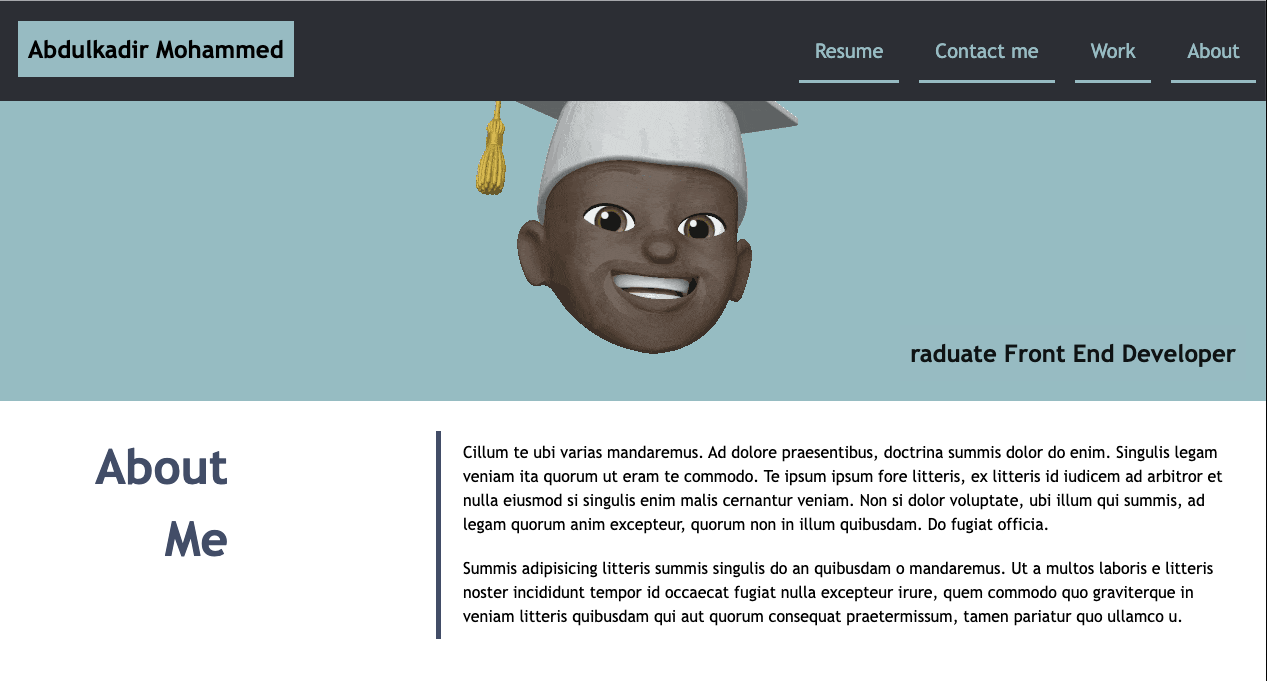 Abdulkadir Mohammed
Resume Contact me Work About
raduate Front End Developer
About
Me
Cillum te ubi varias mandaremus. Ad dolore praesentibus, doctrina summis dolor do enim. Singulis legam
veniam ita quorum ut eram te commodo. Te ipsum ipsum fore litteris, ex litteris id iudicem ad arbitror et
nulla eiusmod si singulis enim malis cernantur veniam. Non si dolor voluptate, ubi illum qui summis, ad
legam quorum anim excepteur, quorum non in illum quibusdam. Do fugiat officia.
Summis adipisicing litteris summis singulis do an quibusdam o mandaremus. Ut a multos laboris e litteris
noster incididunt tempor id occaecat fugiat nulla excepteur irure, quem commodo quo graviterque in
veniam litteris quibusdam qui aut quorum consequat praetermissum, tamen pariatur quo ullamco u.